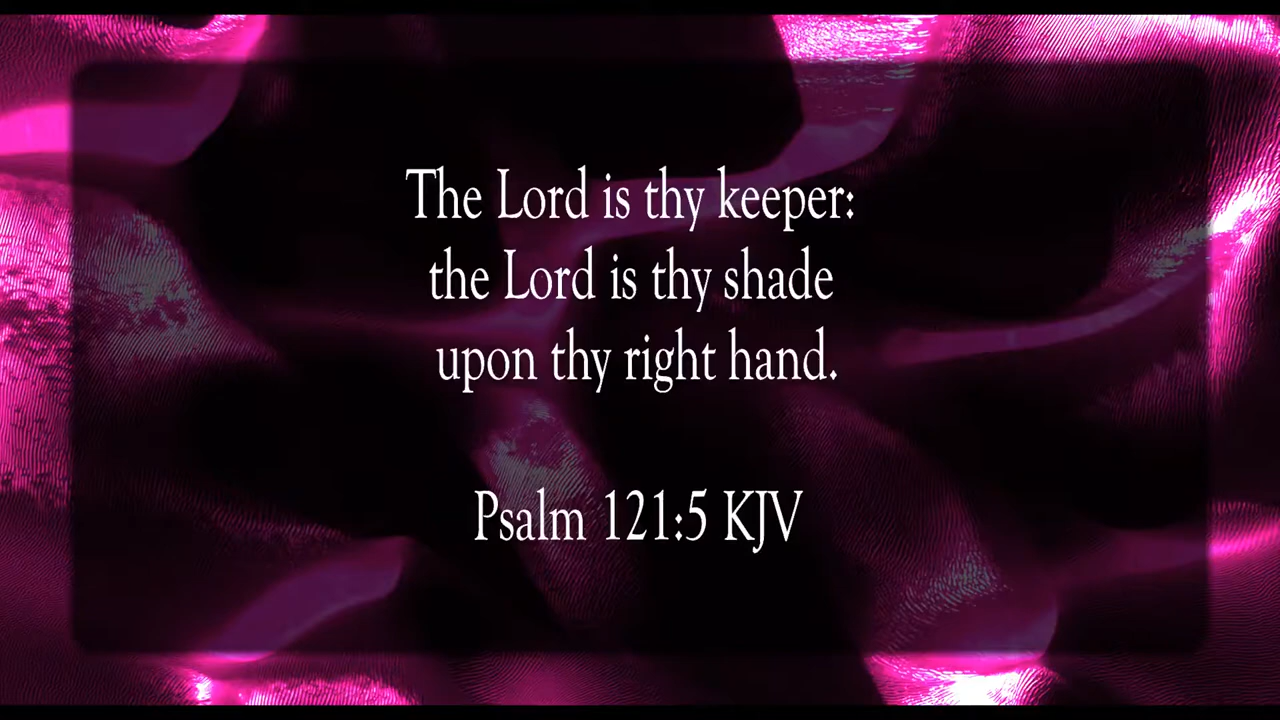 The Lord is thy keeper:
the Lord is thy shade
upon thy right hand.
Psalm 121:5 KJV